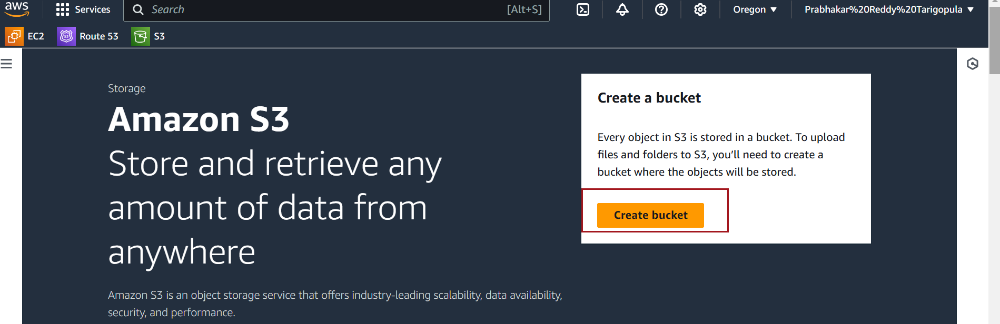 aws
Services
Search
[Alt+S]
Oregon
Prabhakar%20Reddy%20Tarigopula
EC2
Route 53
S3
Storage
Amazon S3
Store and retrieve any
amount of data from
anywhere
Amazon S3 is an object storage service that offers industry-leading scalability, data availability,
security, and performance.
Create a bucket
Every object in S3 is stored in a bucket. To upload
files and folders to S3, you’ll need to create a
bucket where the objects will be stored.
Create bucket